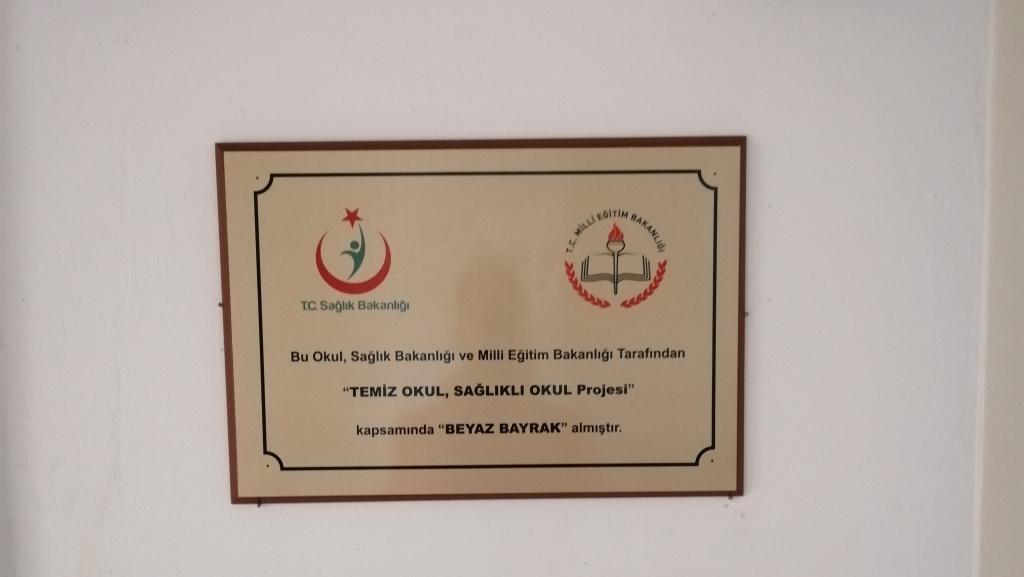 T.C. Sağlık Bakanlığı
T.C. MİLLİ EĞİTİM BAKANLIĞI
Bu Okul, Sağlık Bakanlığı ve Milli Eğitim Bakanlığı Tarafından
“TEMİZ OKUL, SAĞLIKLI OKUL Projesi”
kapsamında “BEYAZ BAYRAK” almıştır.